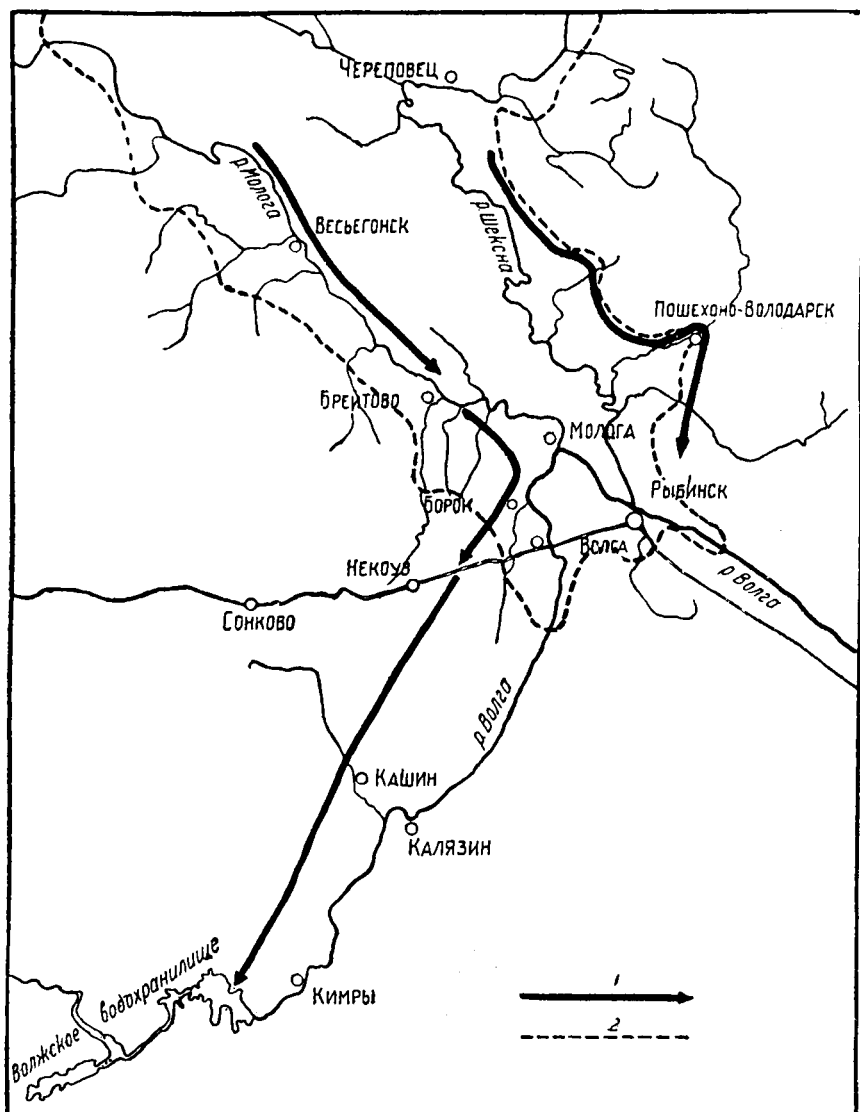 Череповец
р. Молога
Весьегонск
р. Шексна
Пошехоно-Володарск
Брейтово
Молога
Рыбинск
Борок
Волга
Некоуз
р. Волга
Сонково
р. Волга
Кашин
Калязин
Волжское водохранилище
Кимры
1
2